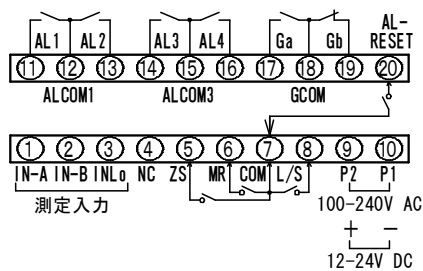 AL1 AL2 AL3 AL4 Ga Gb AL-RESET
11 12 13 14 15 16 17 18 19 20
ALCOM1 ALCOM3 GCOM
1 2 3 4 5 6 7 8 9 10
IN-A IN-B INLo NC ZS MR COM L/S P2 P1
測定入力 100-240V AC
+ −
12-24V DC